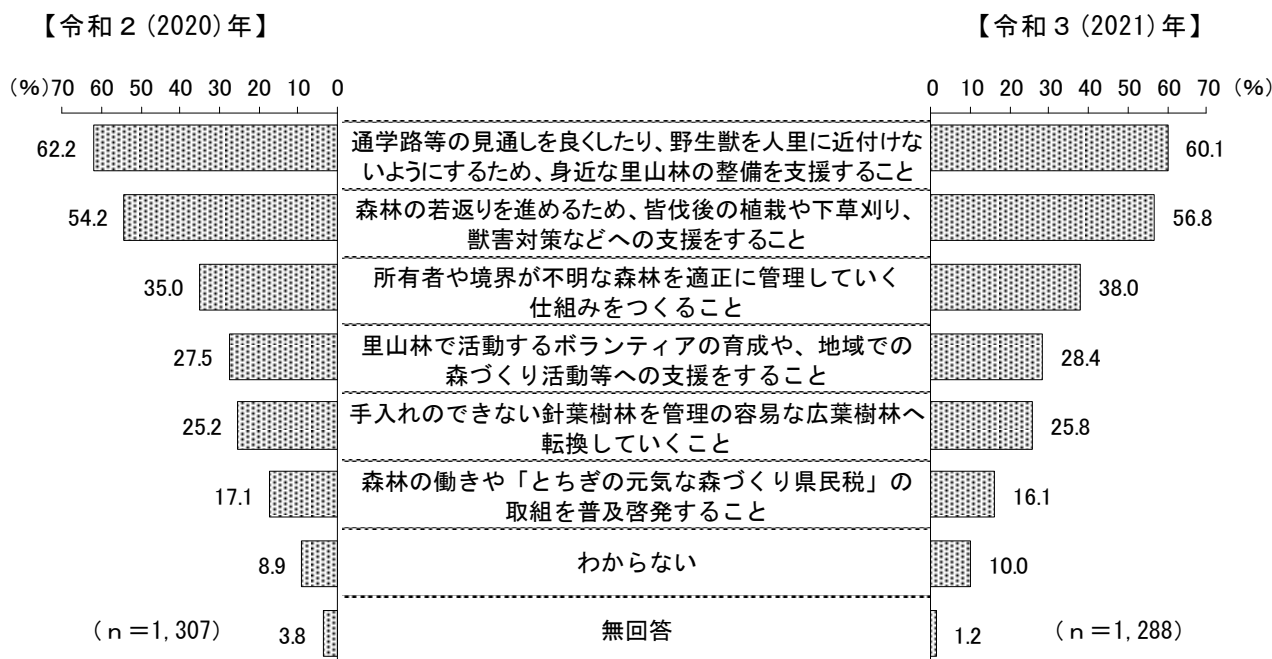 【令和２(2020)年】 【令和３(2021)年】
(%) 70 60 50 40 30 20 10 0 0 10 20 30 40 50 60 70 (%)
62.2 通学路等の見通しを良くしたり、野生獣を人里に近付けな 60.1
いようにするため、身近な里山林の整備を支援すること
54.2 森林の若返りを進めるため、皆伐後の植栽や下草刈り、 56.8
獣害対策などへの支援をすること
35.0 所有者や境界が不明な森林を適正に管理していく 38.0
仕組みをつくること
27.5 里山林で活動するボランティアの育成や、地域での 28.4
森づくり活動等への支援をすること
25.2 手入れのできない針葉樹林を管理の容易な広葉樹林へ 25.8
転換していくこと
17.1 森林の働きや「とちぎの元気な森づくり県民税」の 16.1
取組を普及啓発すること
8.9 わからない 10.0
(ｎ＝1,307) 3.8 無回答 1.2 (ｎ＝1,288)